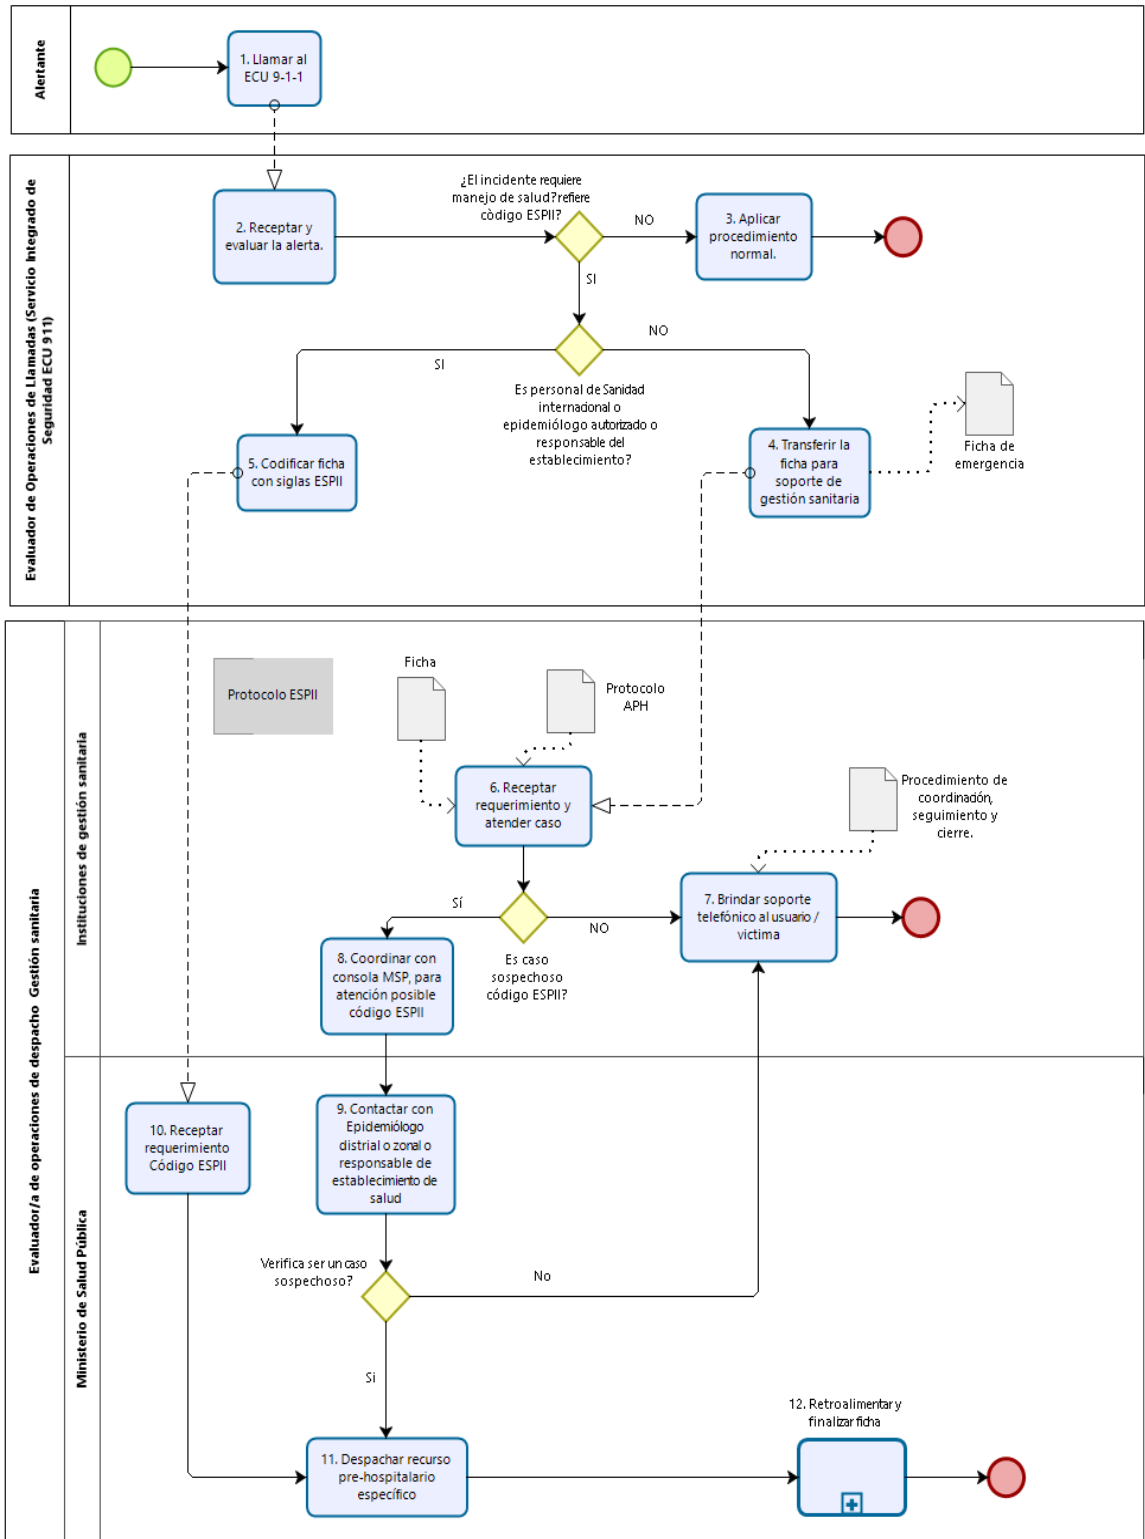 Alertante
1. Llamar al
ECU 9-1-1
Evaluador de Operaciones de Llamadas (Servicio Integrado de
Seguridad ECU 911)
2. Receptar y
evaluar la alerta.
¿El incidente requiere
manejo de salud?refiere
còdigo ESPII?
NO
3. Aplicar
procedimiento
normal.
SI
SI
NO
Es personal de Sanidad
internacional o
epidemiólogo autorizado o
responsable del
establecimiento?
5. Codificar ficha
con siglas ESPII
4. Transferir la
ficha para
soporte de
gestión sanitaria
Ficha de
emergencia
Evaluador/a de operaciones de despacho  Gestión sanitaria
Instituciones de gestión sanitaria
Protocolo ESPII
Ficha
Protocolo
APH
6. Receptar
requerimiento y
atender caso
Procedimiento de
coordinación,
seguimiento y
cierre.
Sí
NO
Es caso
sospechoso
código ESPII?
7. Brindar soporte
telefónico al usuario /
victima
8. Coordinar con
consola MSP, para
atención posible
código ESPII
Ministerio de Salud Pública
10. Receptar
requerimiento
Código ESPII
9. Contactar con
Epidemiólogo
distrial o zonal o
responsable de
establecimiento de
salud
Verifica ser un caso
sospechoso?
No
Si
11. Despachar recurso
pre-hospitalario
específico
12. Retroalimentar y
finalizar ficha